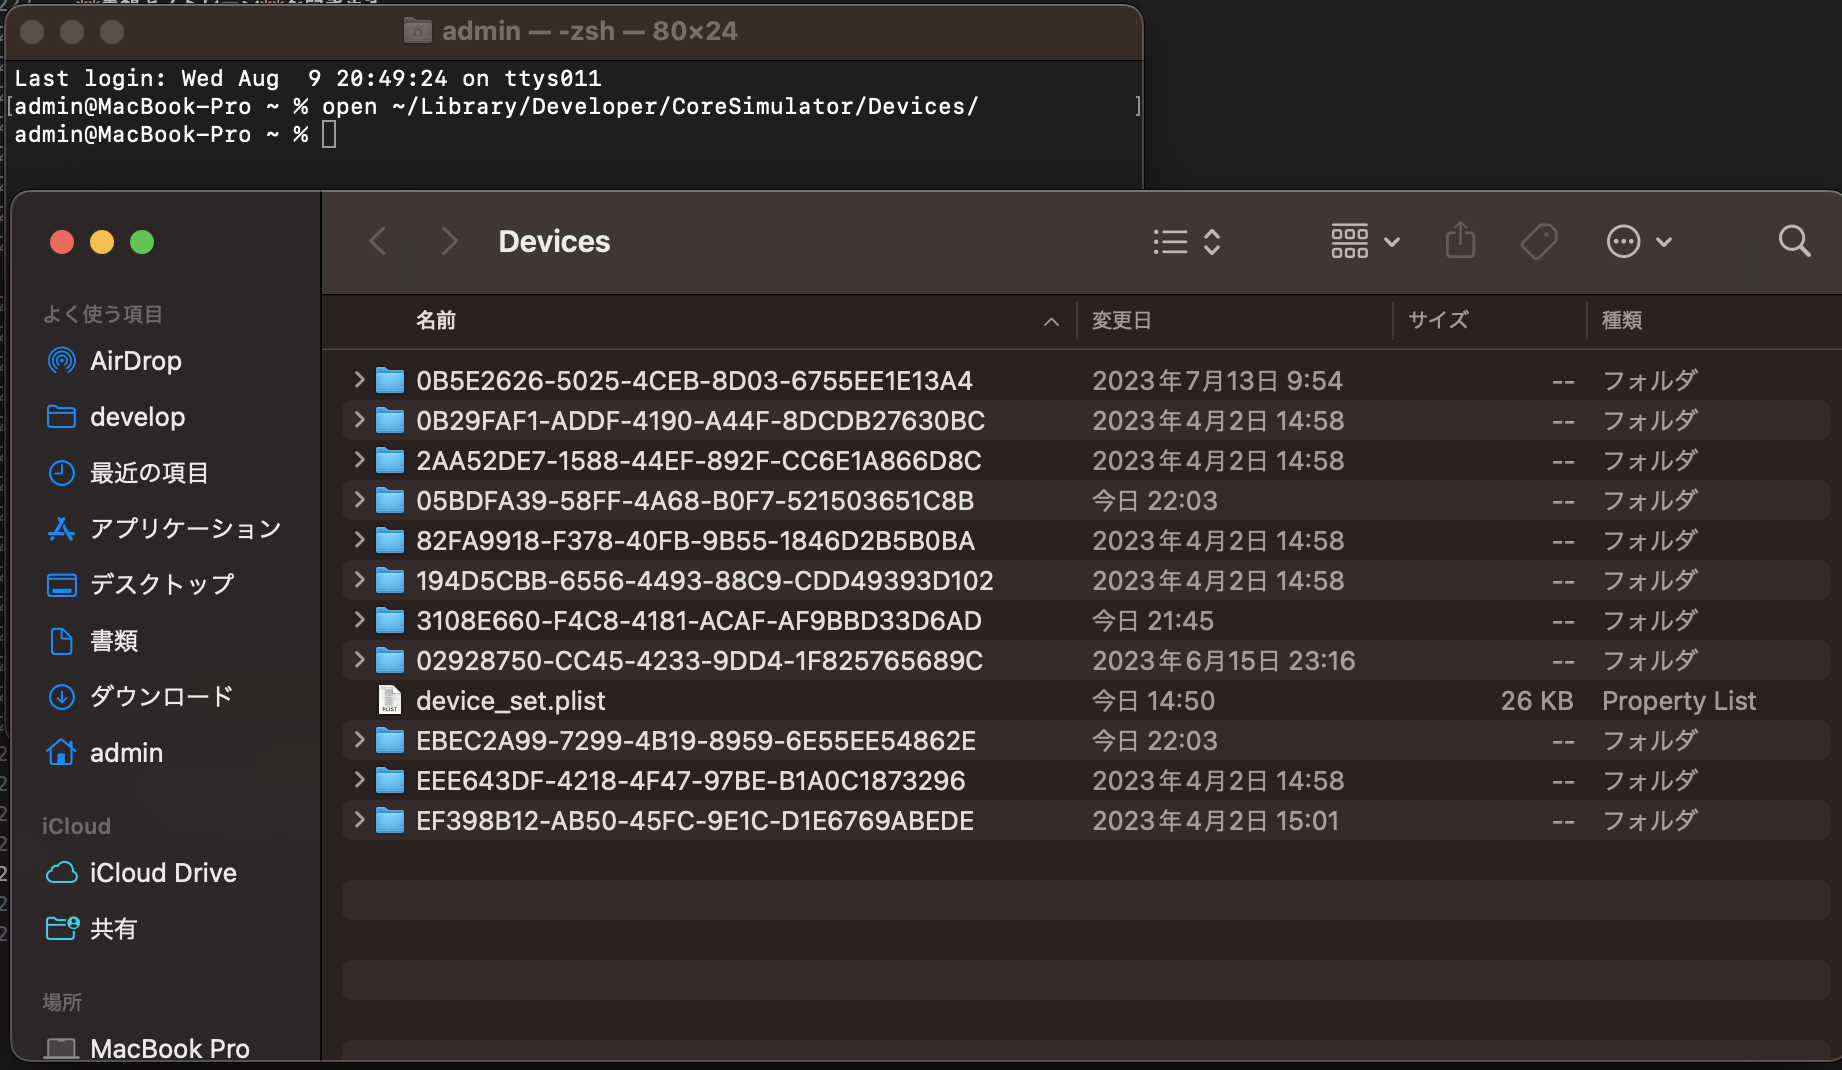 admin — -zsh — 80×24
Last login: Wed Aug  9 20:49:24 on ttys011
[admin@MacBook-Pro ~ % open ~/Library/Developer/CoreSimulator/Devices/ ]
admin@MacBook-Pro ~ %
Devices
よく使う項目
AirDrop
develop
最近の項目
アプリケーション
デスクトップ
書類
ダウンロード
admin
iCloud
iCloud Drive
共有
場所
MacBook Pro
名前 変更日 サイズ 種類
0B5E2626-5025-4CEB-8D03-6755EE1E13A4 2023年7月13日 9:54 -- フォルダ
0B29FAF1-ADDF-4190-A44F-8DCDB27630BC 2023年4月2日 14:58 -- フォルダ
2AA52DE7-1588-44EF-892F-CC6E1A866D8C 2023年4月2日 14:58 -- フォルダ
05BDFA39-58FF-4A68-B0F7-521503651C8B 今日 22:03 -- フォルダ
82FA9918-F378-40FB-9B55-1846D2B5B0BA 2023年4月2日 14:58 -- フォルダ
194D5CBB-6556-4493-88C9-CDD49393D102 2023年4月2日 14:58 -- フォルダ
3108E660-F4C8-4181-ACAF-AF9BBD33D6AD 今日 21:45 -- フォルダ
02928750-CC45-4233-9DD4-1F825765689C 2023年6月15日 23:16 -- フォルダ
device_set.plist 今日 14:50 26 KB Property List
EBEC2A99-7299-4B19-8959-6E55EE54862E 今日 22:03 -- フォルダ
EEE643DF-4218-4F47-97BE-B1A0C1873296 2023年4月2日 14:58 -- フォルダ
EF398B12-AB50-45FC-9E1C-D1E6769ABEDE 2023年4月2日 15:01 -- フォルダ